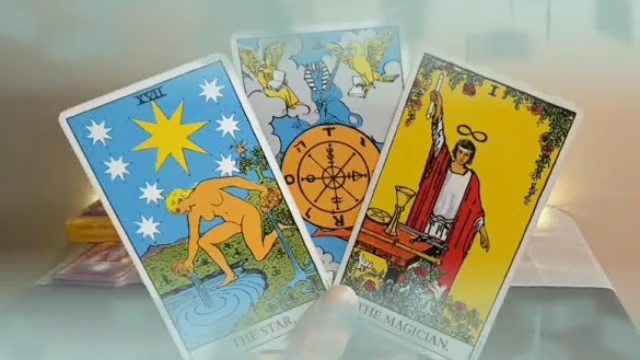 XVII
I
THE STAR.
THE MAGICIAN.